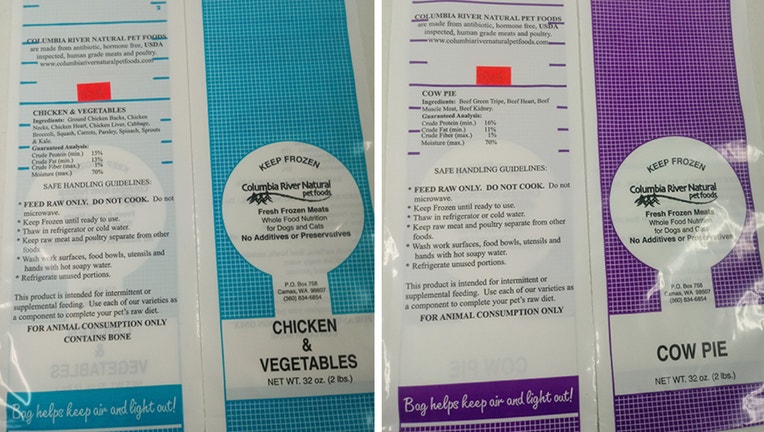 COLUMBIA RIVER NATURAL PET FOODS
are made from antibiotic, hormone free, USDA
inspected, human grade meats and poultry.
www.columbiariverNaturalpetfoods.com
CHICKEN & VEGETABLES
Ingredients: Ground Chicken Backs, Chicken
Necks, Chicken Heart, Chicken Liver, Cabbage,
Broccoli, Squash, Carrots, Parsley, Spinach, Sprouts
& Kale.
Guaranteed Analysis:
Crude Protein (min.) 15%
Crude Fat (min.) 13%
Crude Fiber (max.) 1%
Moisture (max.) 70%
SAFE HANDLING GUIDELINES:
* FEED RAW ONLY. DO NOT COOK. Do not
microwave.
* Keep Frozen until ready to use.
* Thaw in refrigerator or cold water.
* Keep raw meat and poultry separate from other
foods.
* Wash work surfaces, food bowls, utensils and
hands with hot soapy water.
* Refrigerate unused portions.
This product is intended for intermittent or
supplemental feeding. Use each of our varieties as
a component to complete your pet's raw diet.
FOR ANIMAL CONSUMPTION ONLY
CONTAINS BONE
Bag helps keep air and light out!
KEEP FROZEN
Columbia River Natural
pet foods
Fresh Frozen Meats
Whole Food Nutrition
for Dogs and Cats
No Additives or Preservatives
P.O. Box 758
Camas, WA 98607
(360) 834-6854
CHICKEN
&
VEGETABLES
NET WT. 32 oz. (2 lbs.)
COLUMBIA RIVER NATURAL PET FOODS
are made from antibiotic, hormone free, USDA
inspected, human grade meats and poultry.
www.columbiarivernaturalpetfoods.com
COW PIE
Ingredients: Beef Green Tripe, Beef Heart, Beef
Muscle Meat, Beef Kidney.
Guaranteed Analysis:
Crude Protein (min.) 16%
Crude Fat (min.) 11%
Crude Fiber (max.) 1%
Moisture (max.) 70%
SAFE HANDLING GUIDELINES:
* FEED RAW ONLY. DO NOT COOK. Do not
microwave.
* Keep Frozen until ready to use.
* Thaw in refrigerator or cold water.
* Keep raw meat and poultry separate from other
foods.
* Wash work surfaces, food bowls, utensils and
hands with hot soapy water.
* Refrigerate unused portions.
This product is intended for intermittent or
supplemental feeding. Use each of our varieties as
a component to complete your pet's raw diet.
FOR ANIMAL CONSUMPTION ONLY
Bag helps keep air and light out!
KEEP FROZEN
Columbia River Natural
pet foods
Fresh Frozen Meats
Whole Food Nutrition
for Dogs and Cats
No Additives or Preservatives
P.O. Box 758
Camas, WA 98607
(360) 834-6854
COW PIE
NET WT. 32 oz. (2 lbs.)